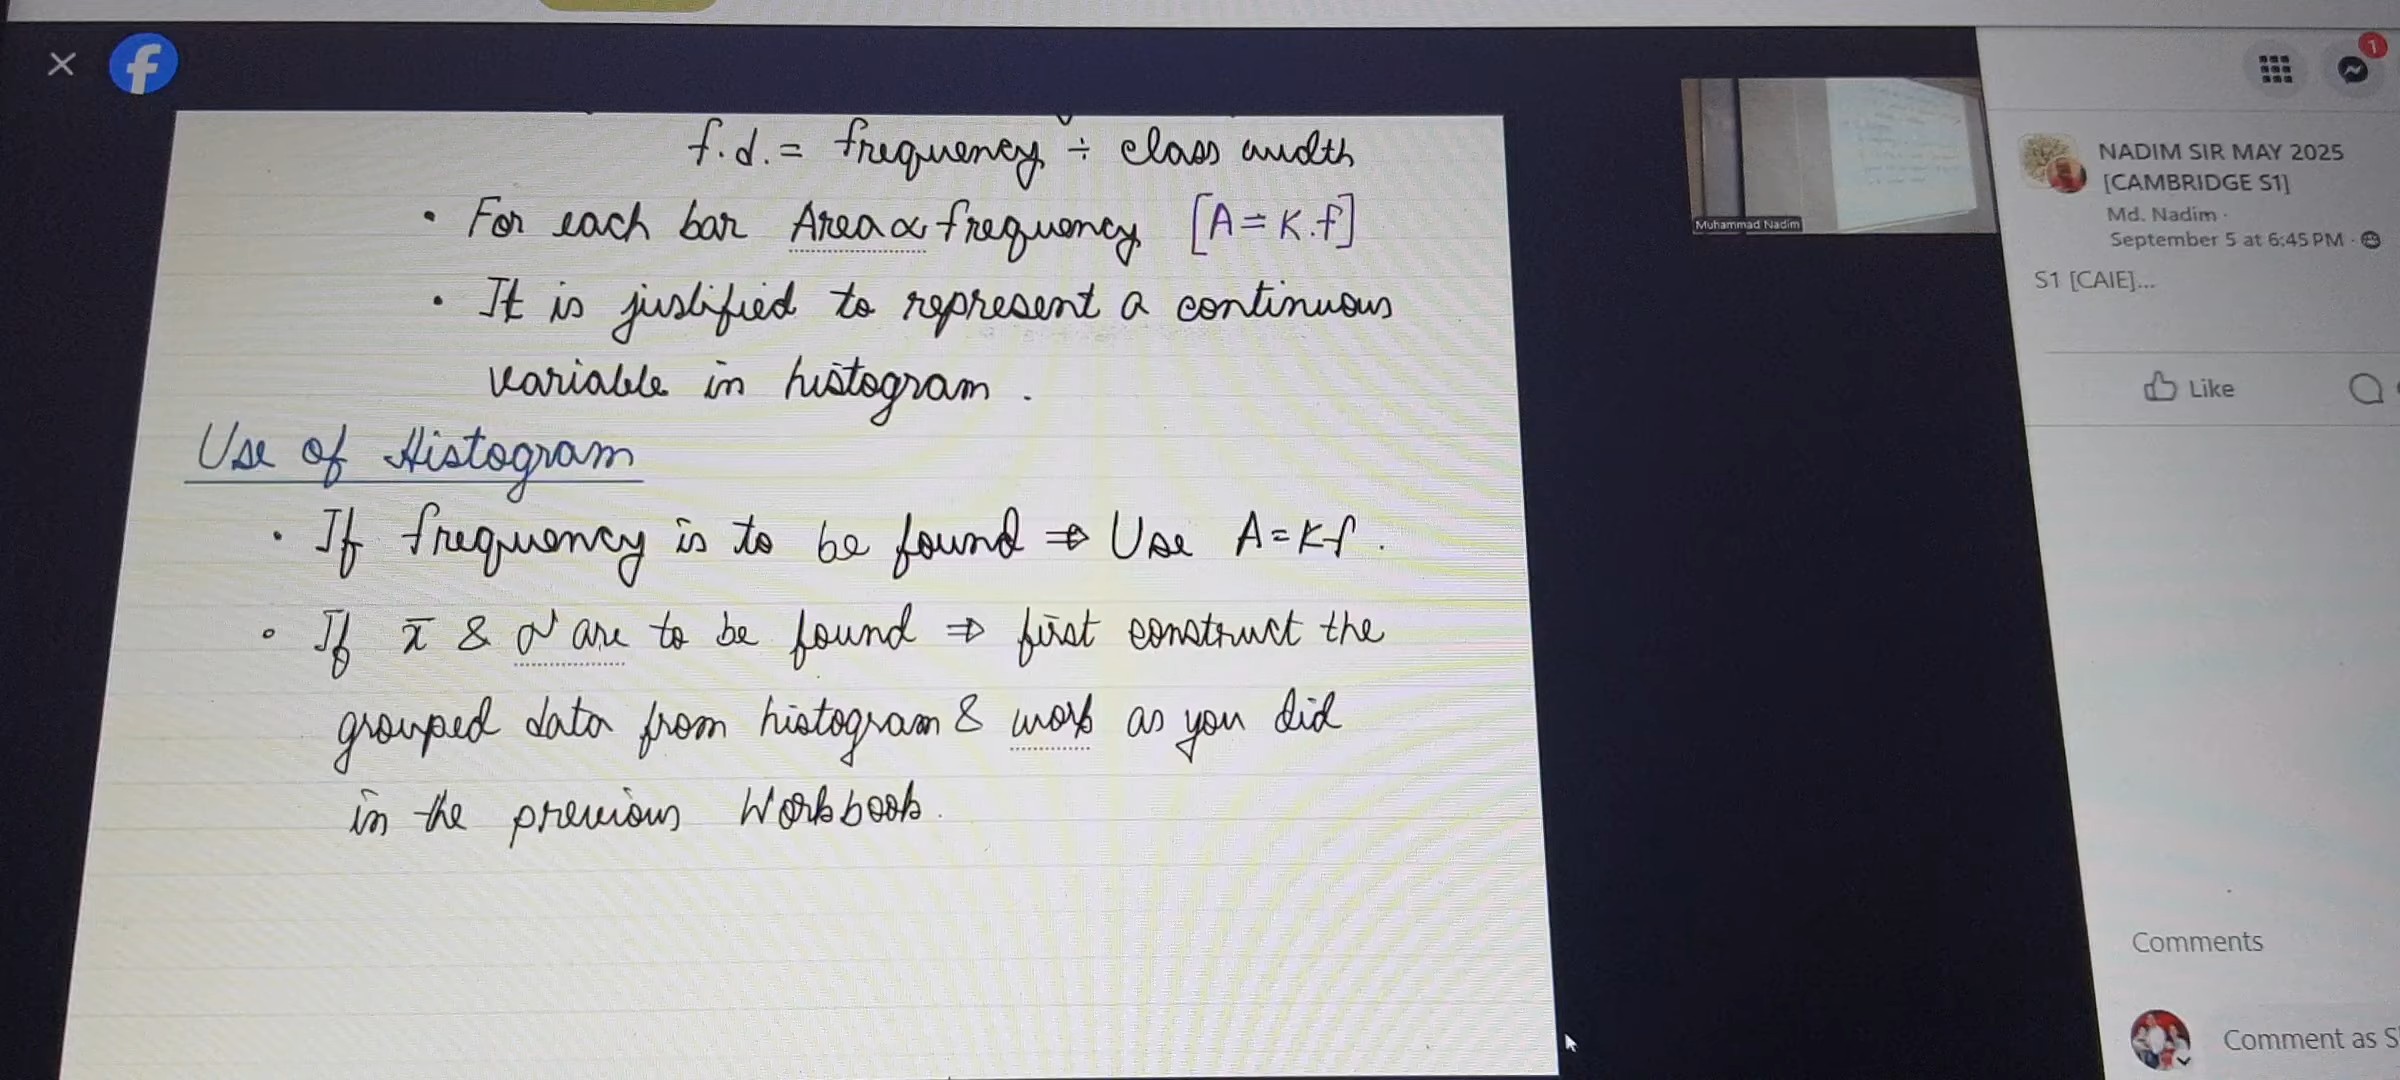 f.d. = frequency ÷ class width
• For each bar Area ∝ frequency [A = K.f]
• It is justified to represent a continuous
variable in histogram.
Use of Histogram
• If frequency is to be found ⇒ Use A = Kf.
• If x̄ & σ are to be found ⇒ first construct the
grouped data from histogram & work as you did
in the previous Workbook.
Muhammad Nadim
1
NADIM SIR MAY 2025
[CAMBRIDGE S1]
Md. Nadim ·
September 5 at 6:45 PM ·
S1 [CAIE]...
Like
Comments
Comment as S